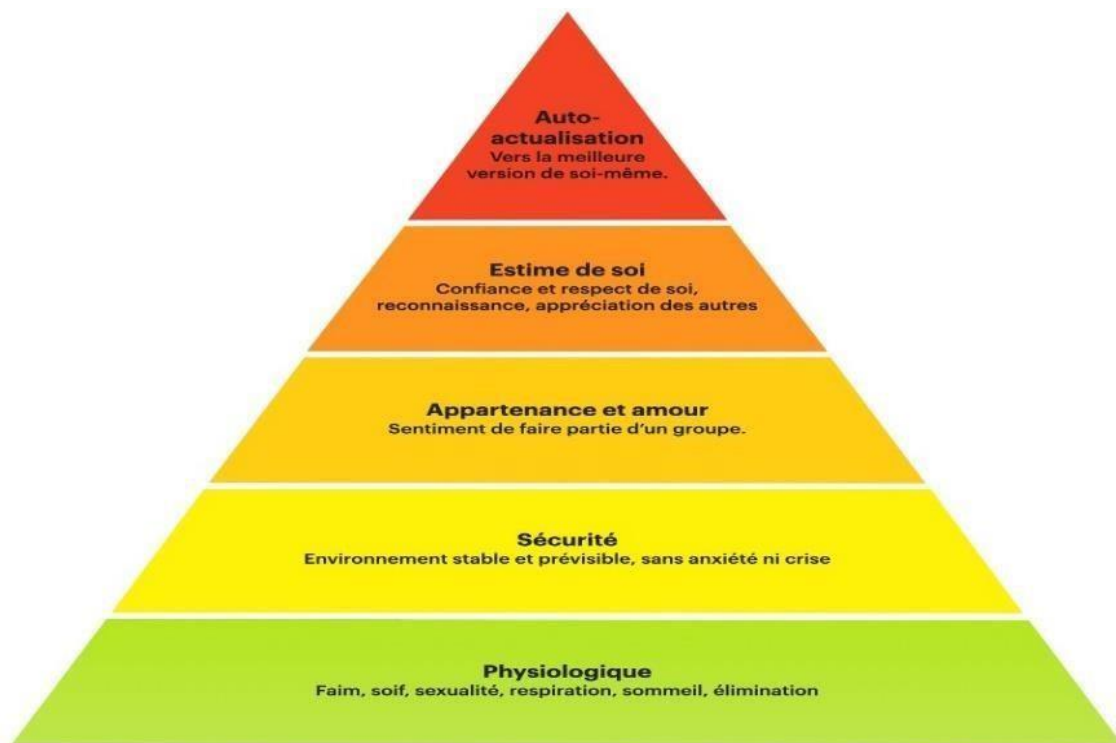 Auto-
actualisation
Vers la meilleure
version de soi-même.
Estime de soi
Confiance et respect de soi,
reconnaissance, appréciation des autres
Appartenance et amour
Sentiment de faire partie d'un groupe.
Sécurité
Environnement stable et prévisible, sans anxiété ni crise
Physiologique
Faim, soif, sexualité, respiration, sommeil, élimination